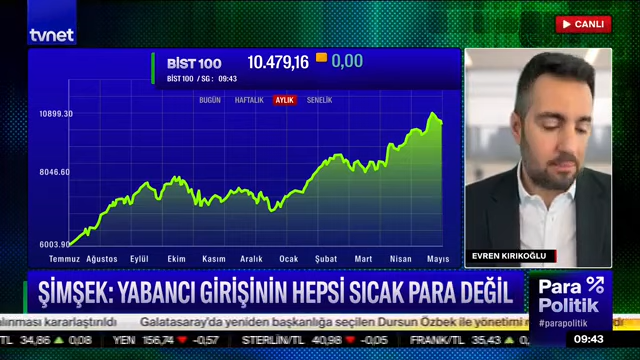 tvnet
CANLI
BİST 100 10.479,16 0,00
BİST 100 / SG : 09:43
BUGÜN HAFTALIK AYLIK SENELİK
10899.30
8046.60
6003.90
Temmuz Ağustos Eylül Ekim Kasım Aralık Ocak Şubat Mart Nisan Mayıs
EVREN KIRIKOĞLU
ŞİMŞEK: YABANCI GİRİŞİNİN HEPSİ SICAK PARA DEĞİL
Para %
Politik
#parapolitik
alınması kararlaştırıldı Galatasaray'da yeniden başkanlığa seçilen Dursun Özbek ile yönetimi
TL 34,86 0,08 YEN 156,74 -0,57 STERLİN/TL 40,98 -0,05 FRANK/TL 35,43
09:43